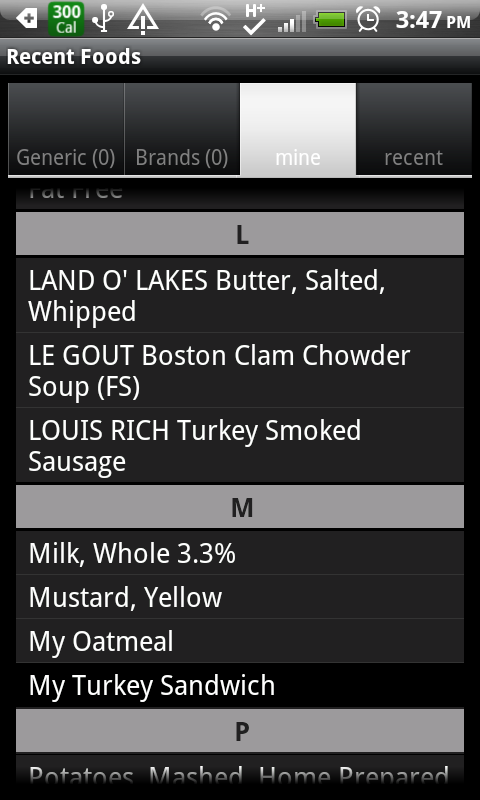 300
Cal
H+
3:47 PM
Recent Foods
Generic (0)
Brands (0)
mine
recent
Fat Free
L
LAND O' LAKES Butter, Salted,
Whipped
LE GOUT Boston Clam Chowder
Soup (FS)
LOUIS RICH Turkey Smoked
Sausage
M
Milk, Whole 3.3%
Mustard, Yellow
My Oatmeal
My Turkey Sandwich
P
Potatoes, Mashed, Home Prepared